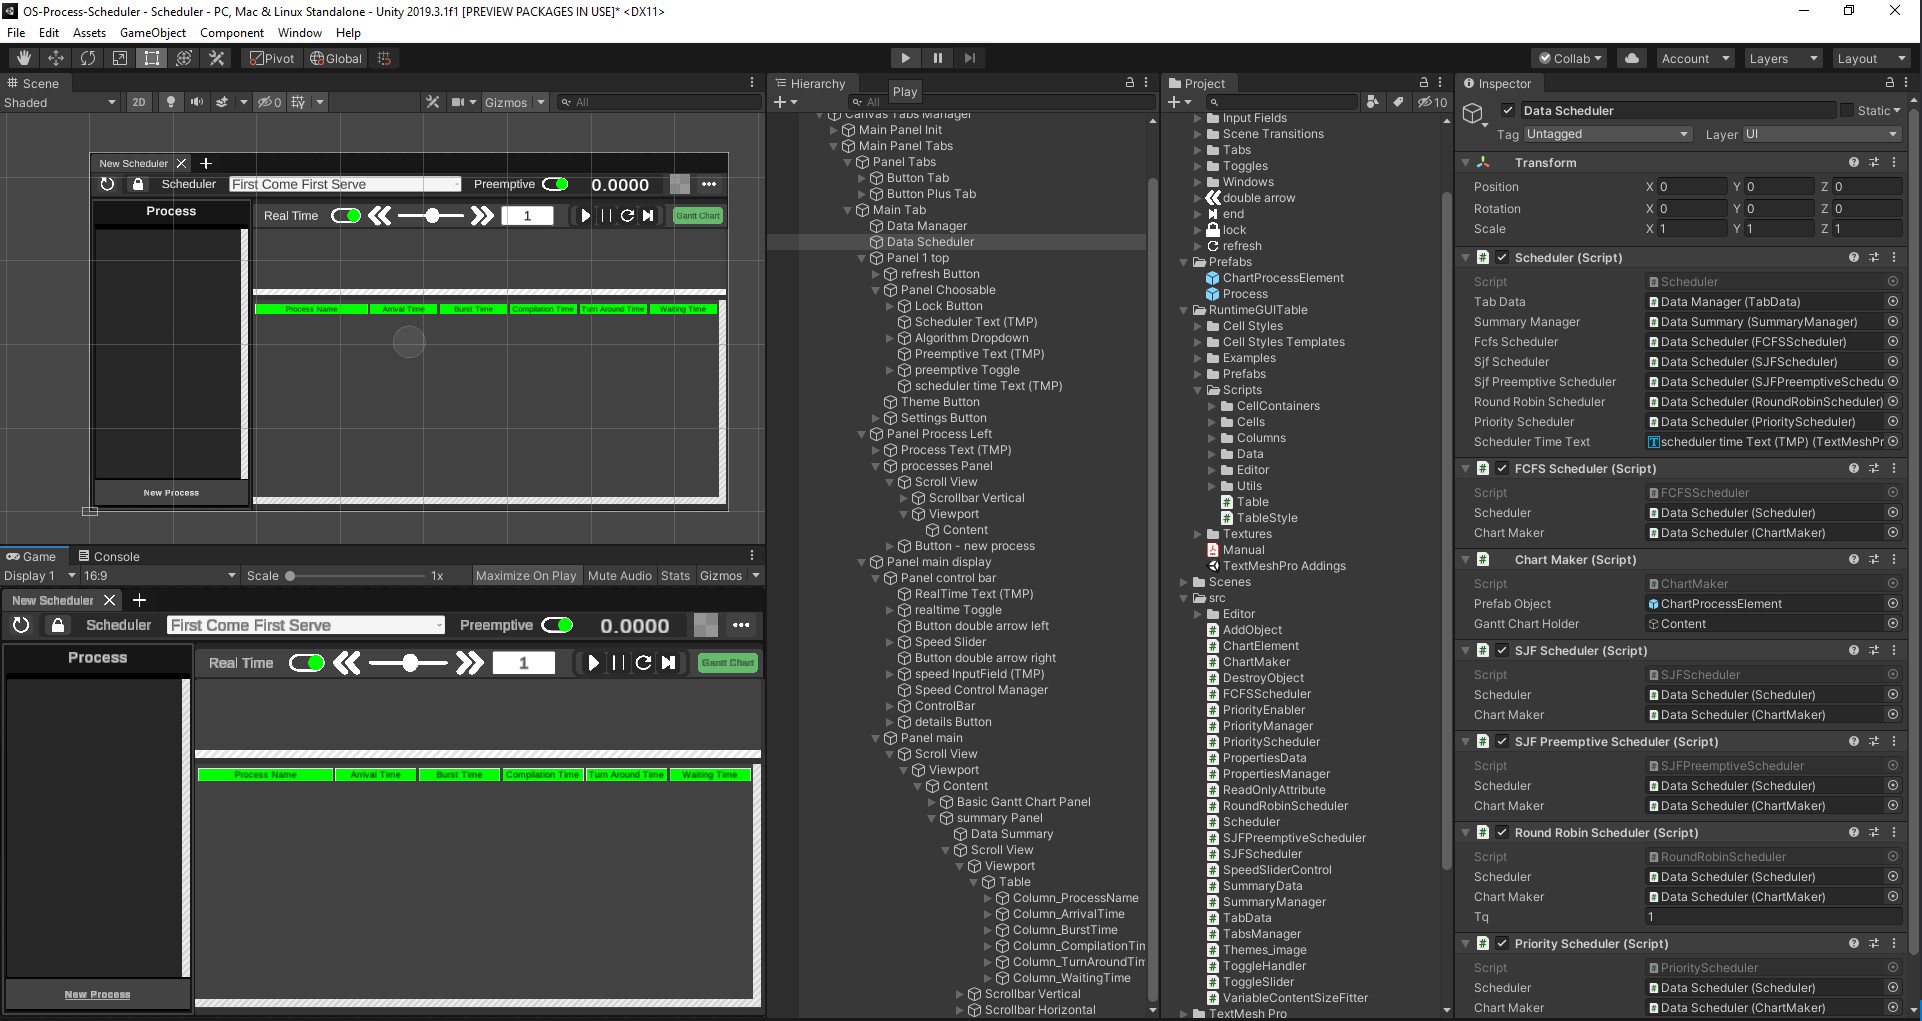 OS-Process-Scheduler - Scheduler - PC, Mac & Linux Standalone - Unity 2019.3.1f1 [PREVIEW PACKAGES IN USE]* <DX11>
File Edit Assets GameObject Component Window Help
Pivot Global
Collab Account Layers Layout
Scene
Shaded 2D 0 Gizmos All
New Scheduler
Scheduler First Come First Serve Preemptive 0.0000
Process
Real Time 1 Gantt Chart
Process Name Arrival Time Burst Time Compilation Time Turn Around Time Waiting Time
New Process
Game Console
Display 1 16:9 Scale 1x Maximize On Play Mute Audio Stats Gizmos
New Scheduler
Scheduler First Come First Serve Preemptive 0.0000
Process
Real Time 1 Gantt Chart
Process Name Arrival Time Burst Time Compilation Time Turn Around Time Waiting Time
New Process
Hierarchy
All
Play
Canvas Tabs Manager
Main Panel Init
Main Panel Tabs
Panel Tabs
Button Tab
Button Plus Tab
Main Tab
Data Manager
Data Scheduler
Panel 1 top
refresh Button
Panel Choosable
Lock Button
Scheduler Text (TMP)
Algorithm Dropdown
Preemptive Text (TMP)
preemptive Toggle
scheduler time Text (TMP)
Theme Button
Settings Button
Panel Process Left
Process Text (TMP)
processes Panel
Scroll View
Scrollbar Vertical
Viewport
Content
Button - new process
Panel main display
Panel control bar
RealTime Text (TMP)
realtime Toggle
Button double arrow left
Speed Slider
Button double arrow right
speed InputField (TMP)
Speed Control Manager
ControlBar
details Button
Panel main
Scroll View
Viewport
Content
Basic Gantt Chart Panel
summary Panel
Data Summary
Scroll View
Viewport
Table
Column_ProcessName
Column_ArrivalTime
Column_BurstTime
Column_CompilationTim
Column_TurnAroundTim
Column_WaitingTime
Scrollbar Vertical
Scrollbar Horizontal
Project
10
Input Fields
Scene Transitions
Tabs
Toggles
Windows
double arrow
end
lock
refresh
Prefabs
ChartProcessElement
Process
RuntimeGUITable
Cell Styles
Cell Styles Templates
Examples
Prefabs
Scripts
CellContainers
Cells
Columns
Data
Editor
Utils
Table
TableStyle
Textures
Manual
TextMeshPro Addings
Scenes
src
Editor
AddObject
ChartElement
ChartMaker
DestroyObject
FCFSScheduler
PriorityEnabler
PriorityManager
PriorityScheduler
PropertiesData
PropertiesManager
ReadOnlyAttribute
RoundRobinScheduler
Scheduler
SJFPreemptiveScheduler
SJFScheduler
SpeedSliderControl
SummaryData
SummaryManager
TabData
TabsManager
Themes_image
ToggleHandler
ToggleSlider
VariableContentSizeFitter
TextMesh Pro
Inspector
Data Scheduler Static
Tag Untagged Layer UI
Transform
Position X 0 Y 0 Z 0
Rotation X 0 Y 0 Z 0
Scale X 1 Y 1 Z 1
Scheduler (Script)
Script Scheduler
Tab Data Data Manager (TabData)
Summary Manager Data Summary (SummaryManager)
Fcfs Scheduler Data Scheduler (FCFSScheduler)
Sjf Scheduler Data Scheduler (SJFScheduler)
Sjf Preemptive Scheduler Data Scheduler (SJFPreemptiveSchedu
Round Robin Scheduler Data Scheduler (RoundRobinScheduler)
Priority Scheduler Data Scheduler (PriorityScheduler)
Scheduler Time Text scheduler time Text (TMP) (TextMeshPr
FCFS Scheduler (Script)
Script FCFSScheduler
Scheduler Data Scheduler (Scheduler)
Chart Maker Data Scheduler (ChartMaker)
Chart Maker (Script)
Script ChartMaker
Prefab Object ChartProcessElement
Gantt Chart Holder Content
SJF Scheduler (Script)
Script SJFScheduler
Scheduler Data Scheduler (Scheduler)
Chart Maker Data Scheduler (ChartMaker)
SJF Preemptive Scheduler (Script)
Script SJFPreemptiveScheduler
Scheduler Data Scheduler (Scheduler)
Chart Maker Data Scheduler (ChartMaker)
Round Robin Scheduler (Script)
Script RoundRobinScheduler
Scheduler Data Scheduler (Scheduler)
Chart Maker Data Scheduler (ChartMaker)
Tq 1
Priority Scheduler (Script)
Script PriorityScheduler
Scheduler Data Scheduler (Scheduler)
Chart Maker Data Scheduler (ChartMaker)